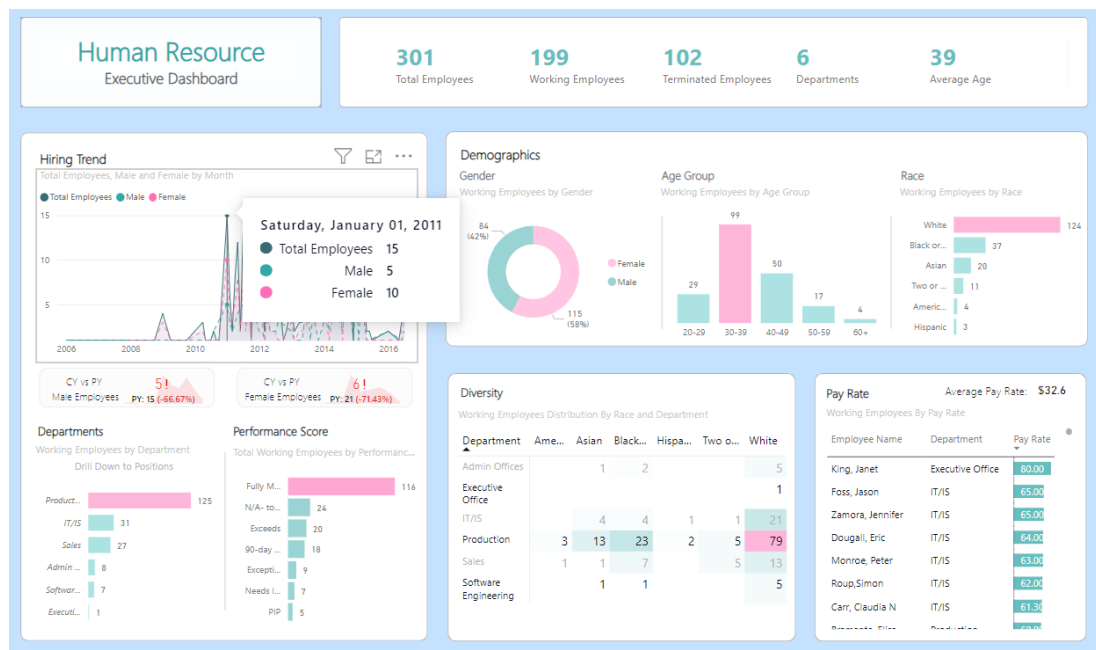 Human Resource
Executive Dashboard
301 199 102 6 39
Total Employees Working Employees Terminated Employees Departments Average Age
Hiring Trend
Total Employees, Male and Female by Month
Total Employees Male Female
15
10
5
2006 2008 2010 2012 2014 2016
Saturday, January 01, 2011
Total Employees 15
Male 5
Female 10
CY vs PY 5!
Male Employees PY: 15 (-66.67%)
CY vs PY 6!
Female Employees PY: 21 (-71.43%)
Departments
Working Employees by Department
Drill Down to Positions
Product... 125
IT/IS 31
Sales 27
Admin ... 8
Softwar... 7
Executi... 1
Performance Score
Total Working Employees by Performanc...
Fully M... 116
N/A- to... 24
Exceeds 20
90-day ... 18
Excepti... 9
Needs I... 7
PIP 5
Demographics
Gender
Working Employees by Gender
84
(42%)
115
(58%)
Female
Male
Age Group
Working Employees by Age Group
29 99 50 17 4
20-29 30-39 40-49 50-59 60+
Race
Working Employees by Race
White 124
Black or... 37
Asian 20
Two or ... 11
Americ... 4
Hispanic 3
Diversity
Working Employees Distribution By Race and Department
Department Ame... Asian Black... Hispa... Two o... White
Admin Offices 1 2 5
Executive 1
Office
IT/IS 4 4 1 1 21
Production 3 13 23 2 5 79
Sales 1 1 7 5 13
Software 1 1 5
Engineering
Pay Rate Average Pay Rate: $32.6
Working Employees By Pay Rate
Employee Name Department Pay Rate
King, Janet Executive Office 80.00
Foss, Jason IT/IS 65.00
Zamora, Jennifer IT/IS 65.00
Dougall, Eric IT/IS 64.00
Monroe, Peter IT/IS 63.00
Roup,Simon IT/IS 62.00
Carr, Claudia N IT/IS 61.30
Production